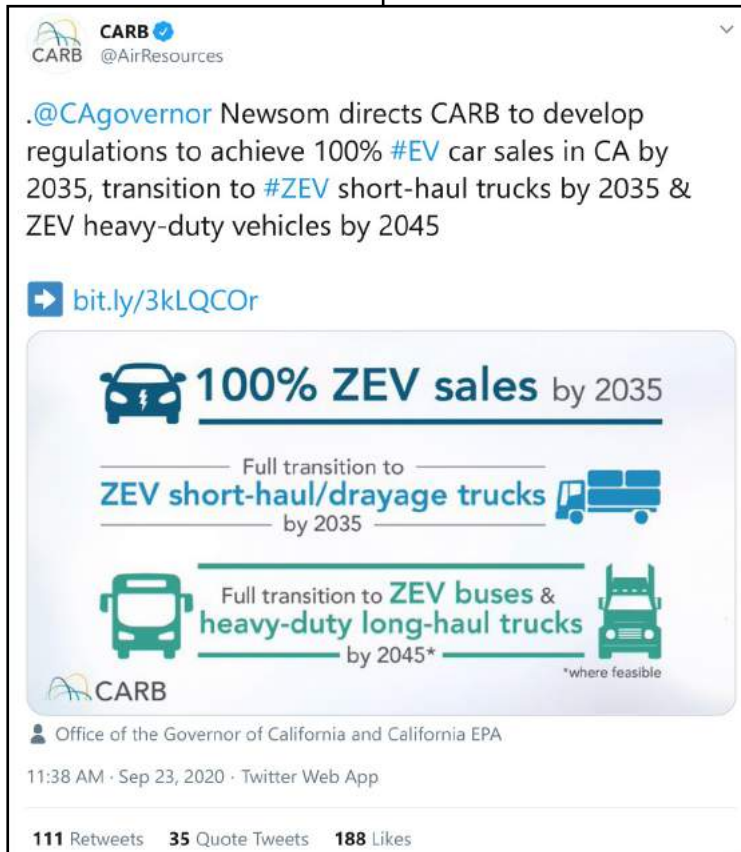 CARB
CARB
@AirResources
.@CAgovernor Newsom directs CARB to develop
regulations to achieve 100% #EV car sales in CA by
2035, transition to #ZEV short-haul trucks by 2035 &
ZEV heavy-duty vehicles by 2045
bit.ly/3kLQCOr
100% ZEV sales by 2035
Full transition to
ZEV short-haul/drayage trucks
by 2035
Full transition to ZEV buses &
heavy-duty long-haul trucks
by 2045*
*where feasible
CARB
Office of the Governor of California and California EPA
11:38 AM · Sep 23, 2020 · Twitter Web App
111 Retweets 35 Quote Tweets 188 Likes